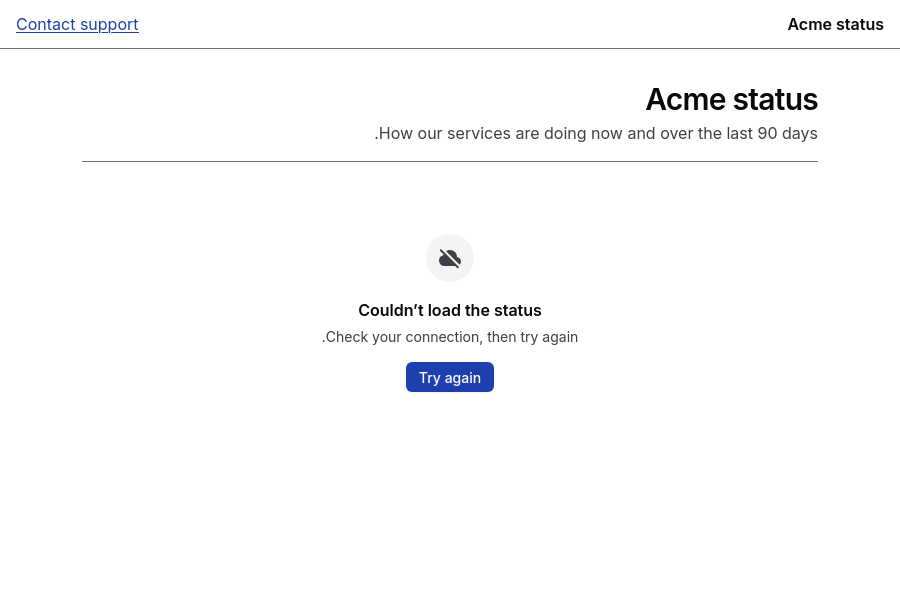 Acme status
Contact support
Acme status
.How our services are doing now and over the last 90 days
Couldn’t load the status
.Check your connection, then try again
Try again